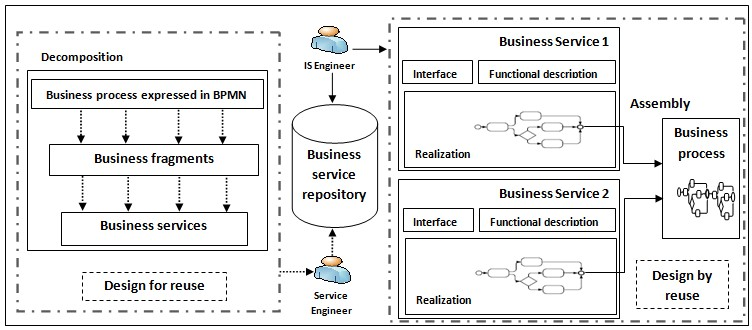 Decomposition
Business process expressed in BPMN
Business fragments
Business services
Design for reuse
IS Engineer
Business
service
repository
Service
Engineer
Business Service 1
Interface
Functional description
Realization
Business Service 2
Interface
Functional description
Realization
Assembly
Business
process
Design by
reuse